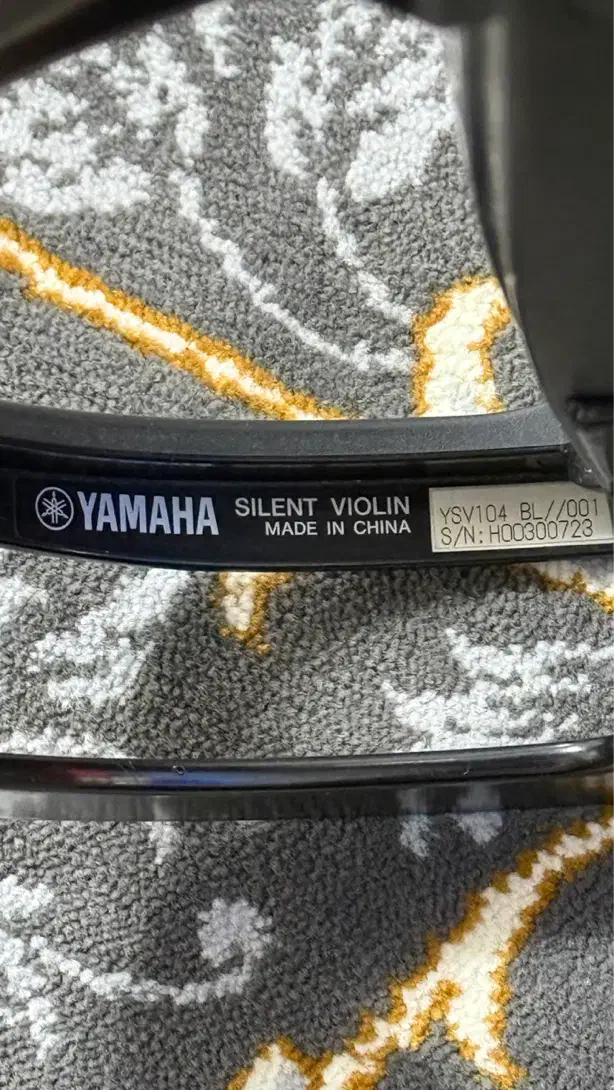 YAMAHA
SILENT VIOLIN
MADE IN CHINA
YSV104 BL//001
S/N:H00300723